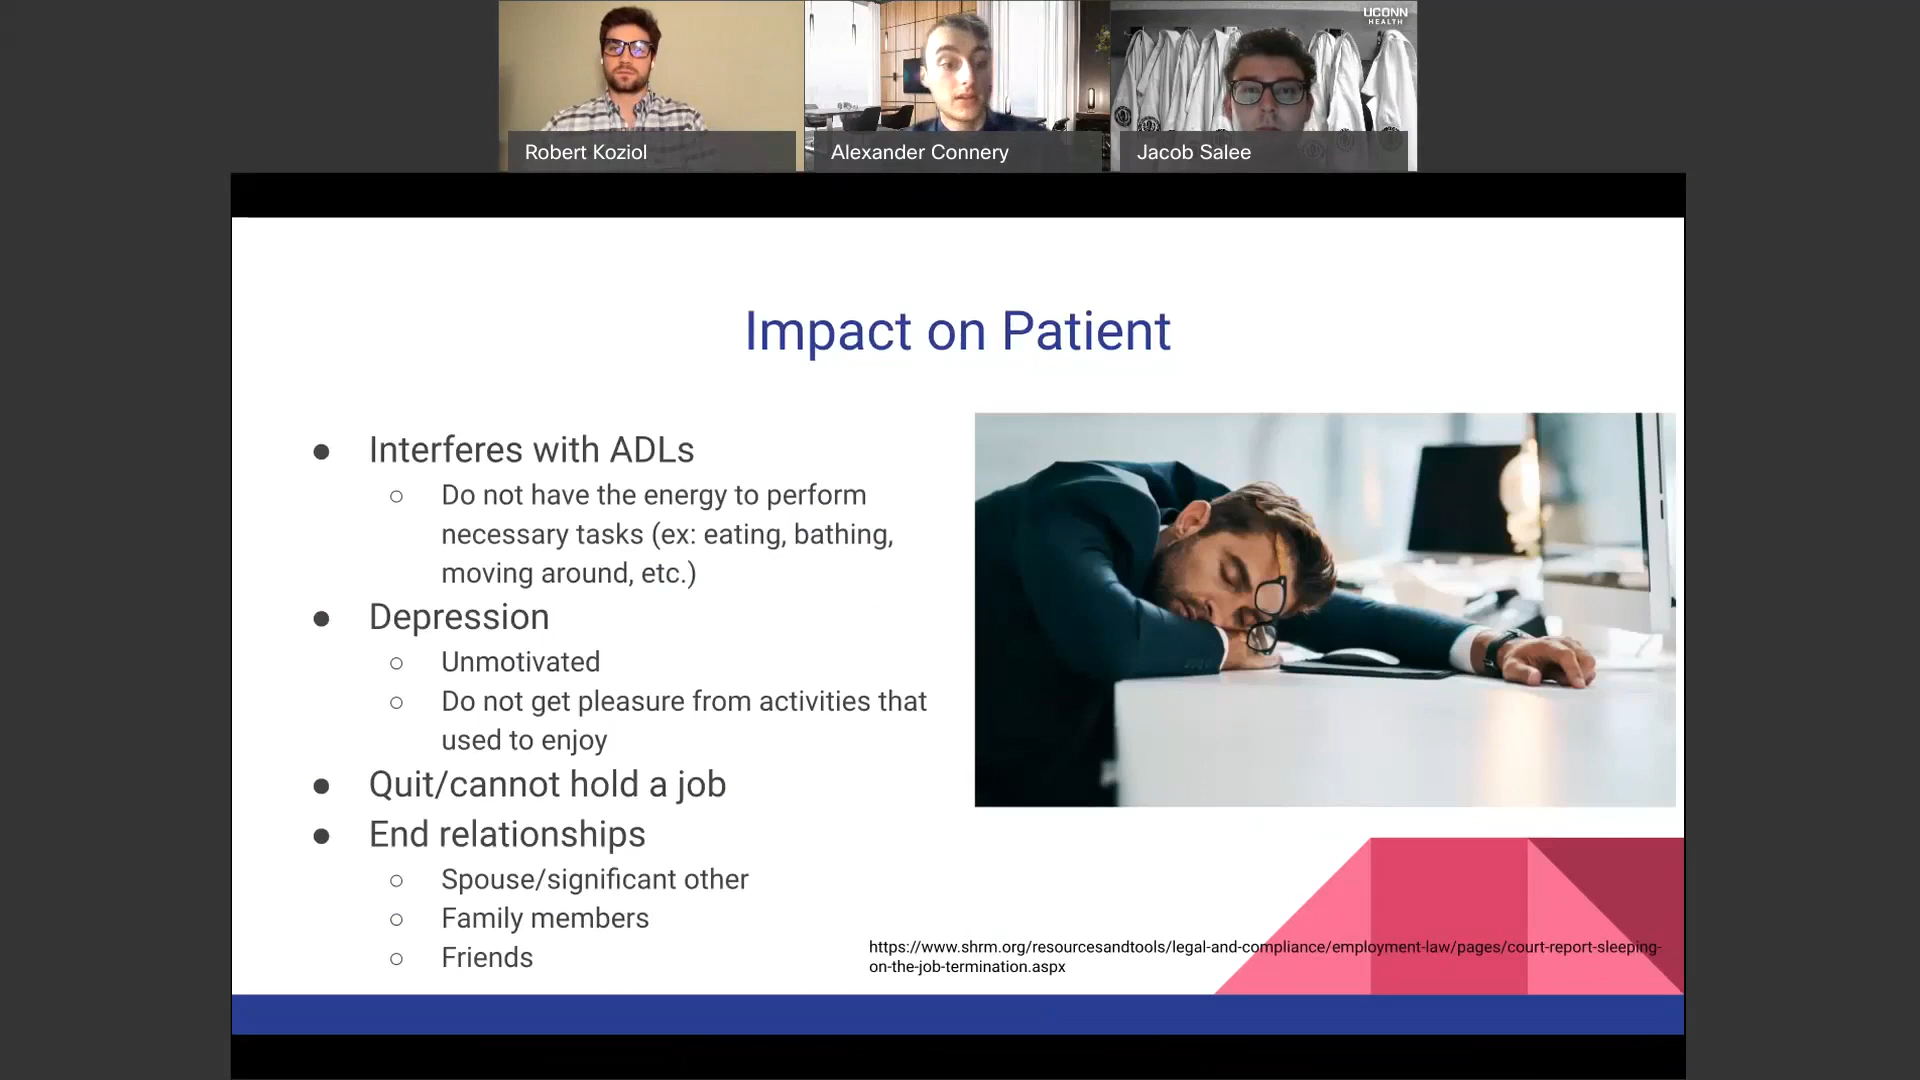 UCONN
HEALTH
Robert Koziol
Alexander Connery
Jacob Salee
Impact on Patient
● Interferes with ADLs
○ Do not have the energy to perform
necessary tasks (ex: eating, bathing,
moving around, etc.)
● Depression
○ Unmotivated
○ Do not get pleasure from activities that
used to enjoy
● Quit/cannot hold a job
● End relationships
○ Spouse/significant other
○ Family members
○ Friends
https://www.shrm.org/resourcesandtools/legal-and-compliance/employment-law/pages/court-report-sleeping-
on-the-job-termination.aspx